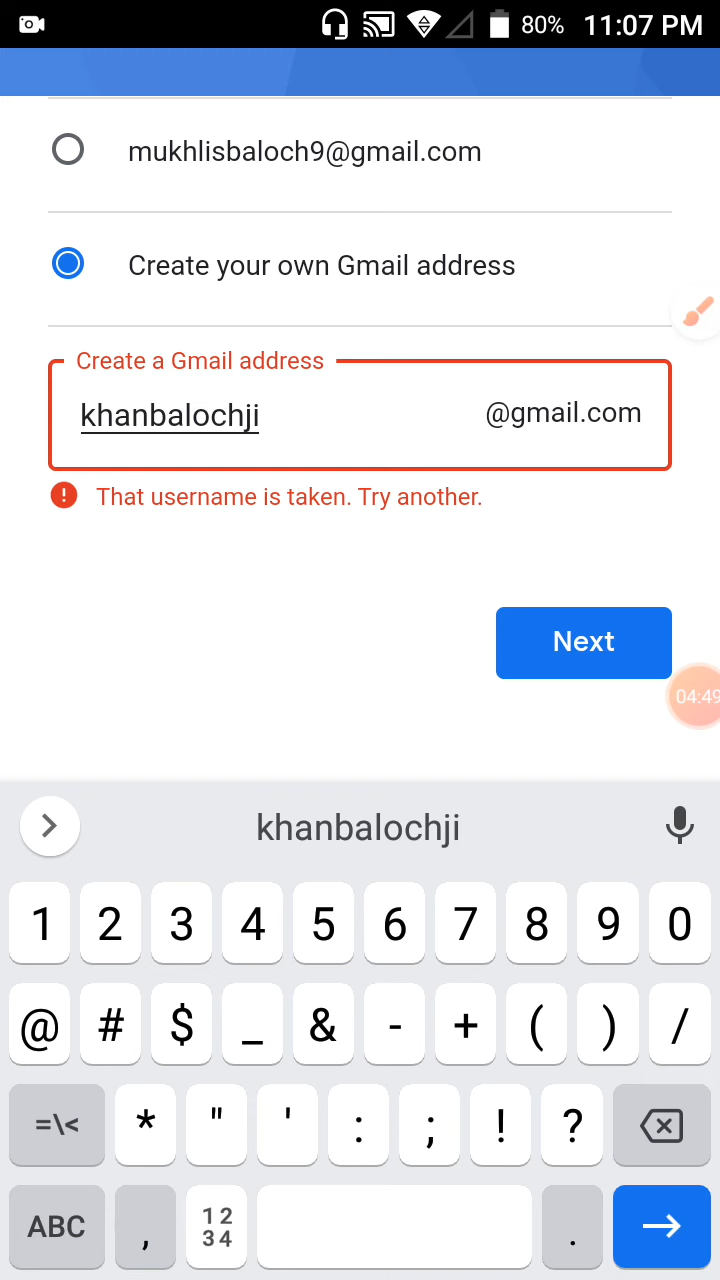 80% 11:07 PM
mukhlisbaloch9@gmail.com
Create your own Gmail address
Create a Gmail address
khanbalochji @gmail.com
! That username is taken. Try another.
Next
04:49
khanbalochji
1 2 3 4 5 6 7 8 9 0
@ # $ _ & - + ( ) /
=\< * " ' : ; ! ?
ABC , 12 .
34